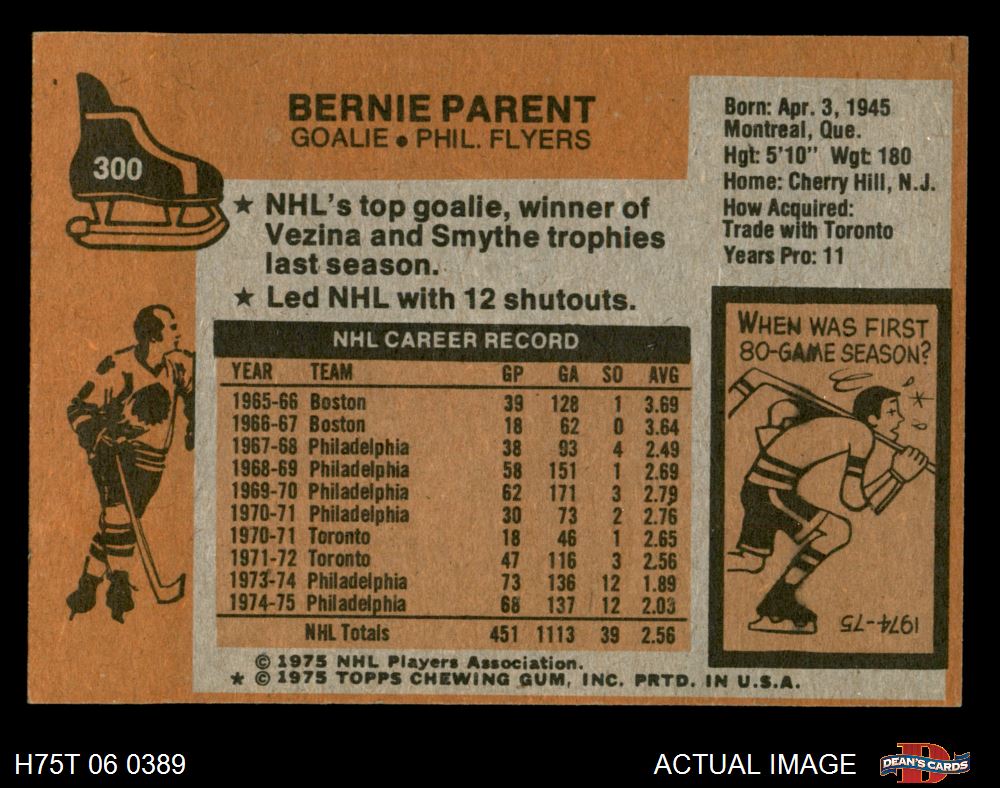 300
BERNIE PARENT
GOALIE • PHIL. FLYERS
★ NHL's top goalie, winner of
Vezina and Smythe trophies
last season.
★ Led NHL with 12 shutouts.
Born: Apr. 3, 1945
Montreal, Que.
Hgt: 5'10" Wgt: 180
Home: Cherry Hill, N.J.
How Acquired:
Trade with Toronto
Years Pro: 11
NHL CAREER RECORD
YEAR TEAM GP GA SO AVG
1965-66 Boston 39 128 1 3.69
1966-67 Boston 18 62 0 3.64
1967-68 Philadelphia 38 93 4 2.49
1968-69 Philadelphia 58 151 1 2.69
1969-70 Philadelphia 62 171 3 2.79
1970-71 Philadelphia 30 73 2 2.76
1970-71 Toronto 18 46 1 2.65
1971-72 Toronto 47 116 3 2.56
1973-74 Philadelphia 73 136 12 1.89
1974-75 Philadelphia 68 137 12 2.03
NHL Totals 451 1113 39 2.56
WHEN WAS FIRST
80-GAME SEASON?
1974-75
© 1975 NHL Players Association.
★ © 1975 TOPPS CHEWING GUM, INC. PRTD. IN U.S.A.
H75T 06 0389
ACTUAL IMAGE
D
DEAN'S CARDS